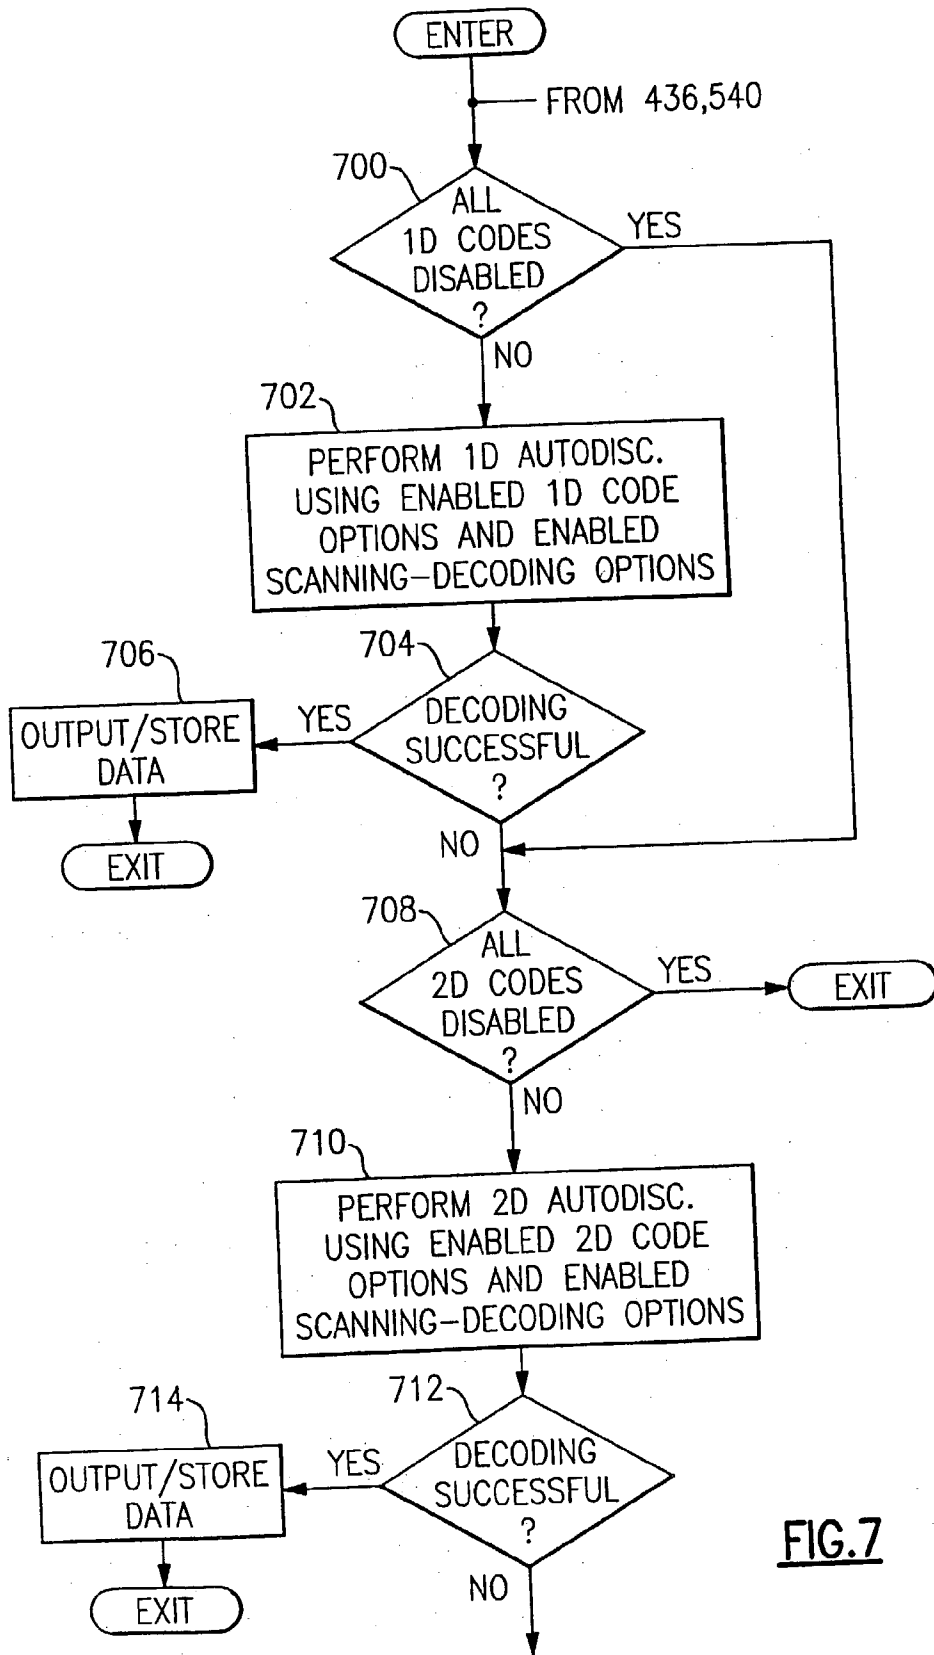 ENTER
FROM 436,540
700
ALL
1D CODES
DISABLED
?
YES
NO
702
PERFORM 1D AUTODISC.
USING ENABLED 1D CODE
OPTIONS AND ENABLED
SCANNING-DECODING OPTIONS
704
706
DECODING
SUCCESSFUL
?
YES
OUTPUT/STORE
DATA
EXIT
NO
708
ALL
2D CODES
DISABLED
?
YES
EXIT
NO
710
PERFORM 2D AUTODISC.
USING ENABLED 2D CODE
OPTIONS AND ENABLED
SCANNING-DECODING OPTIONS
712
714
DECODING
SUCCESSFUL
?
YES
OUTPUT/STORE
DATA
EXIT
NO
FIG.7